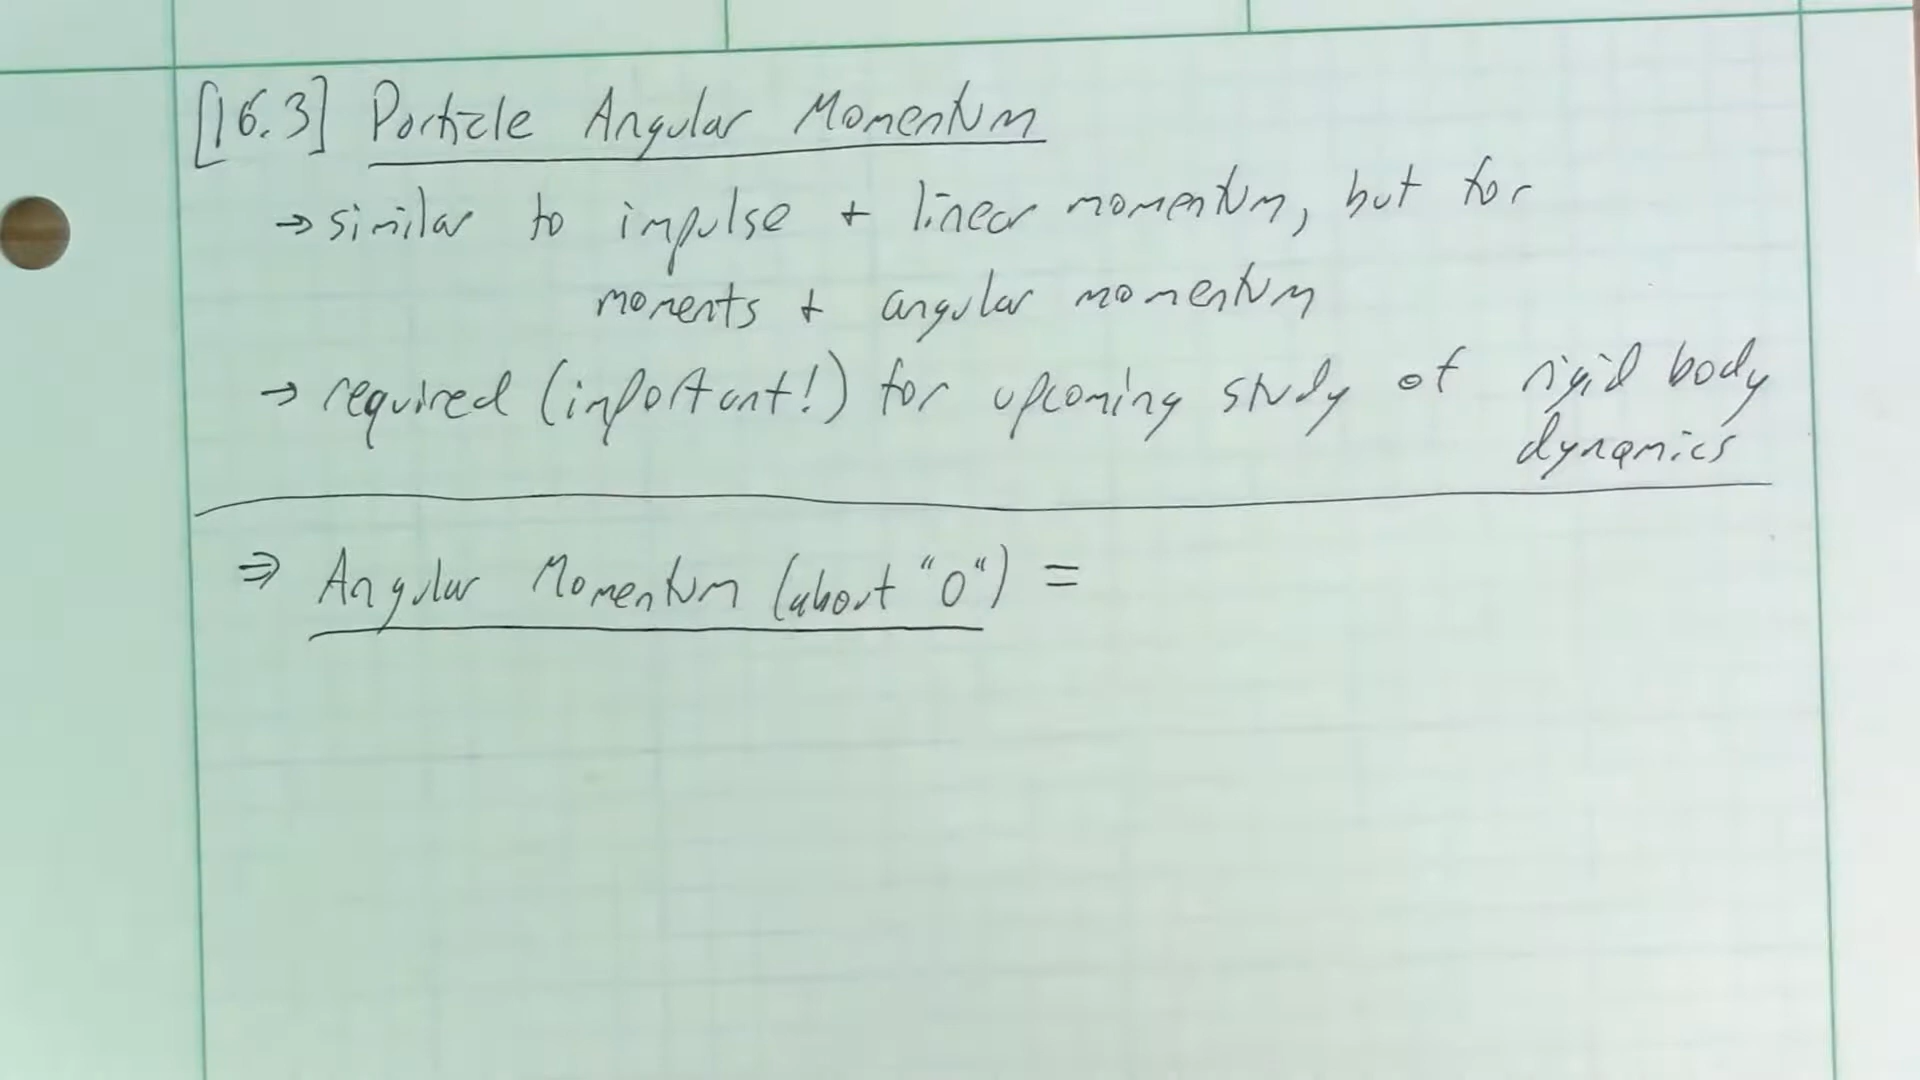 [16.3] Particle Angular Momentum
→ similar to impulse + linear momentum, but for
moments + angular momentum
→ required (important!) for upcoming study of rigid body
dynamics
⇒ Angular Momentum (about "O") =